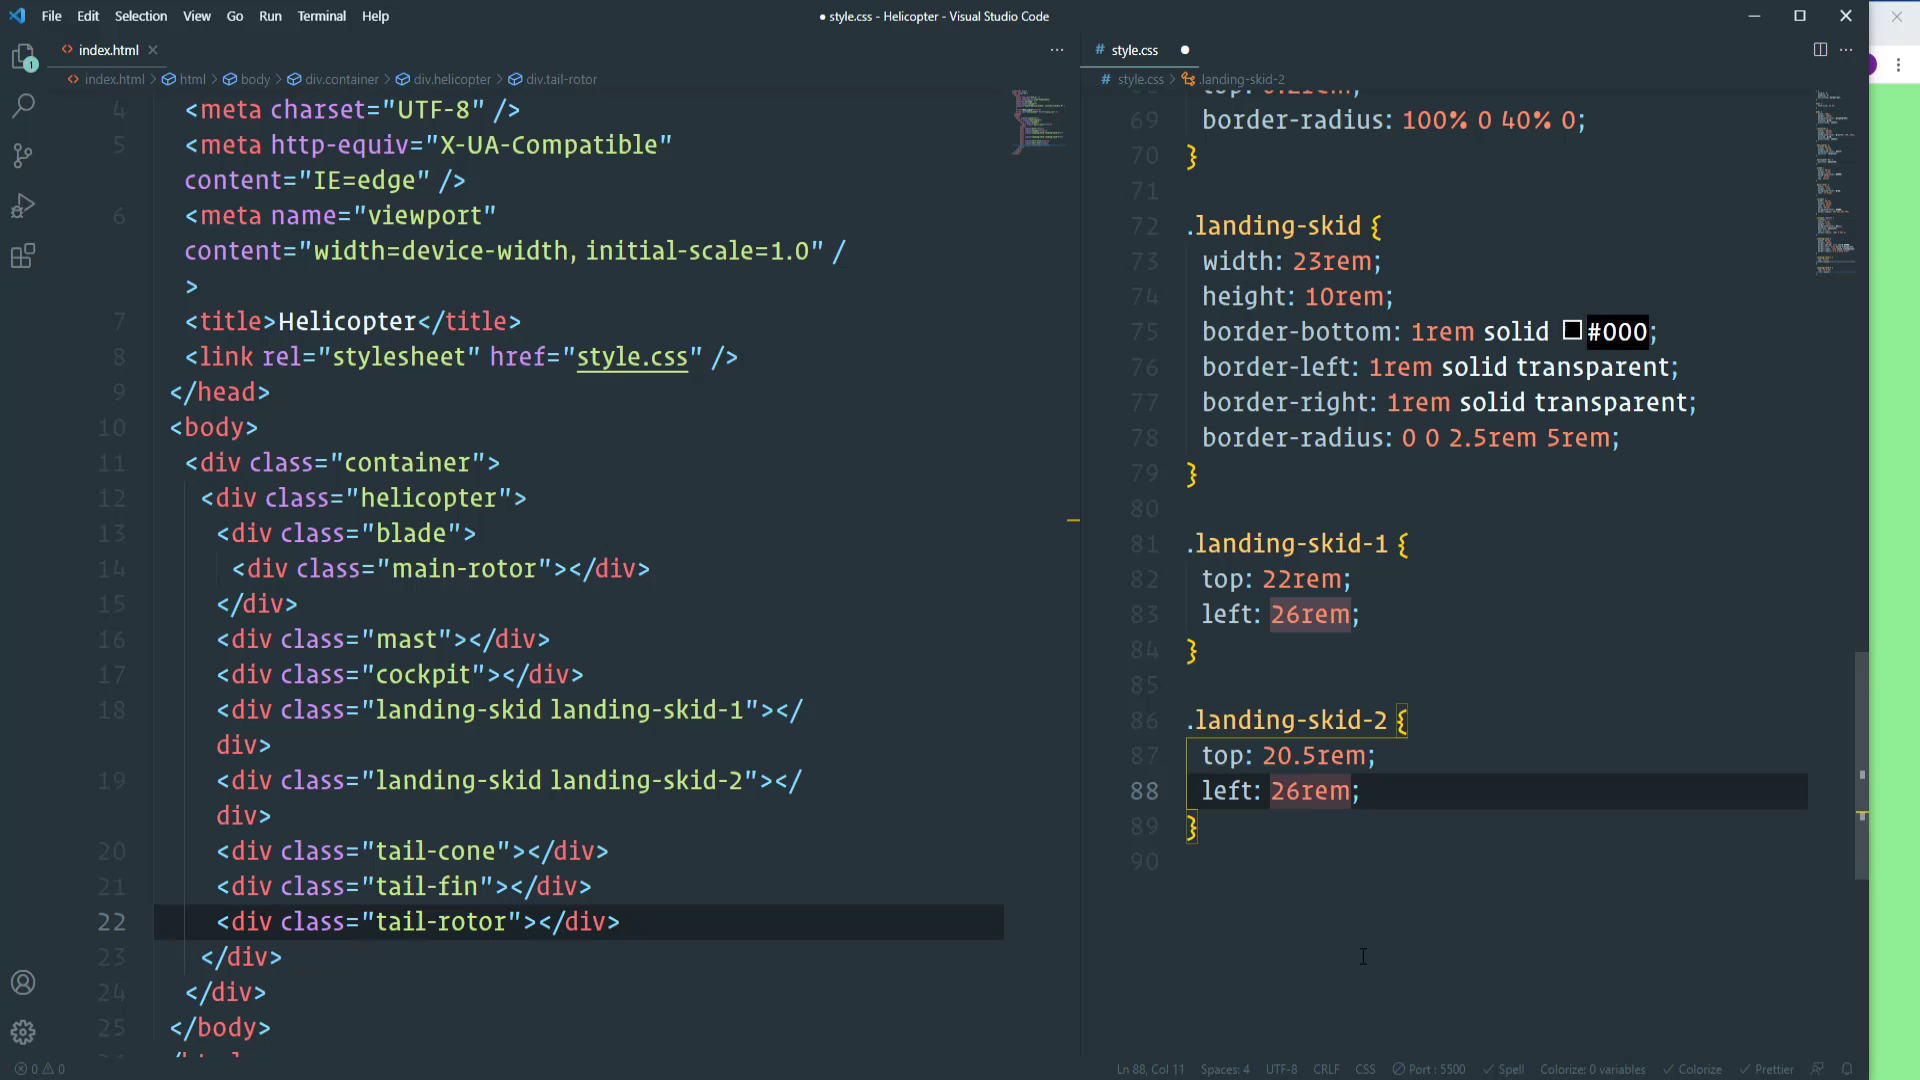 File Edit Selection View Go Run Terminal Help
● style.css - Helicopter - Visual Studio Code
index.html
index.html > html > body > div.container > div.helicopter > div.tail-rotor
4 <meta charset="UTF-8" />
5 <meta http-equiv="X-UA-Compatible"
content="IE=edge" />
6 <meta name="viewport"
content="width=device-width, initial-scale=1.0" /
>
7 <title>Helicopter</title>
8 <link rel="stylesheet" href="style.css" />
9 </head>
10 <body>
11 <div class="container">
12 <div class="helicopter">
13 <div class="blade">
14 <div class="main-rotor"></div>
15 </div>
16 <div class="mast"></div>
17 <div class="cockpit"></div>
18 <div class="landing-skid landing-skid-1"></
div>
19 <div class="landing-skid landing-skid-2"></
div>
20 <div class="tail-cone"></div>
21 <div class="tail-fin"></div>
22 <div class="tail-rotor"></div>
23 </div>
24 </div>
25 </body>
# style.css
# style.css > .landing-skid-2
69 border-radius: 100% 0 40% 0;
70 }
71
72 .landing-skid {
73 width: 23rem;
74 height: 10rem;
75 border-bottom: 1rem solid #000;
76 border-left: 1rem solid transparent;
77 border-right: 1rem solid transparent;
78 border-radius: 0 0 2.5rem 5rem;
79 }
80
81 .landing-skid-1 {
82 top: 22rem;
83 left: 26rem;
84 }
85
86 .landing-skid-2 {
87 top: 20.5rem;
88 left: 26rem;
89 }
90
1
0 0
Ln 88, Col 11 Spaces: 4 UTF-8 CRLF CSS Port : 5500 Spell Colorize: 0 variables Colorize Prettier